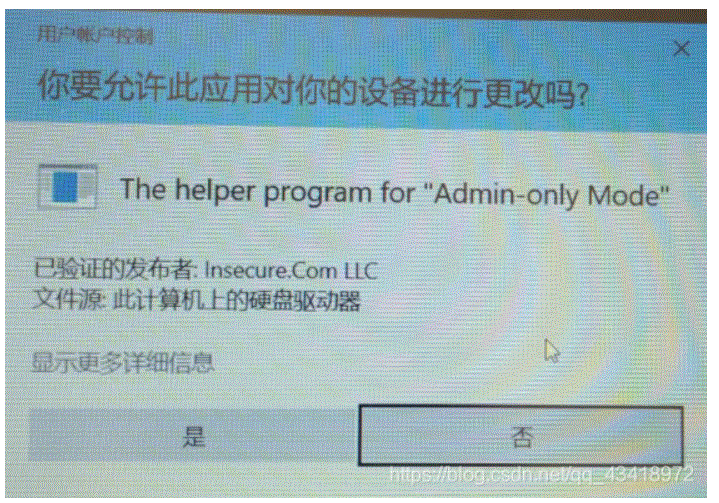 用户帐户控制
你要允许此应用对你的设备进行更改吗?
The helper program for "Admin-only Mode"
已验证的发布者: Insecure.Com LLC
文件源: 此计算机上的硬盘驱动器
显示更多详细信息
是
否
https://blog.csdn.net/qq_43418972